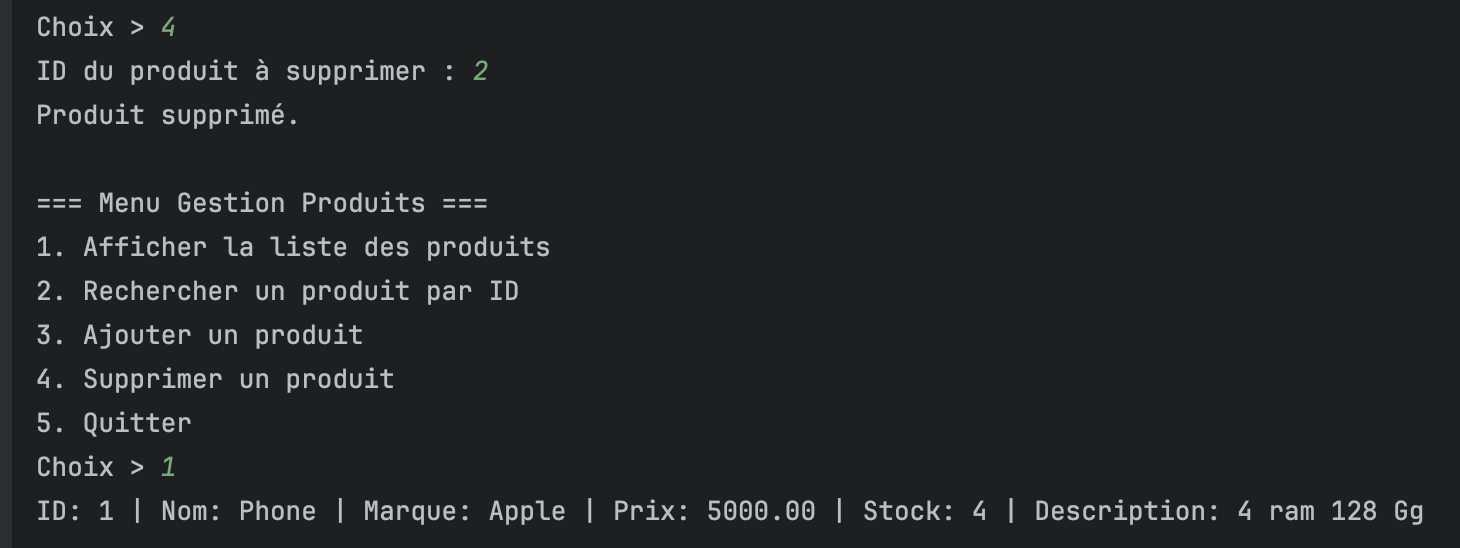 Choix > 4
ID du produit à supprimer : 2
Produit supprimé.
=== Menu Gestion Produits ===
1. Afficher la liste des produits
2. Rechercher un produit par ID
3. Ajouter un produit
4. Supprimer un produit
5. Quitter
Choix > 1
ID: 1 | Nom: Phone | Marque: Apple | Prix: 5000.00 | Stock: 4 | Description: 4 ram 128 Gg